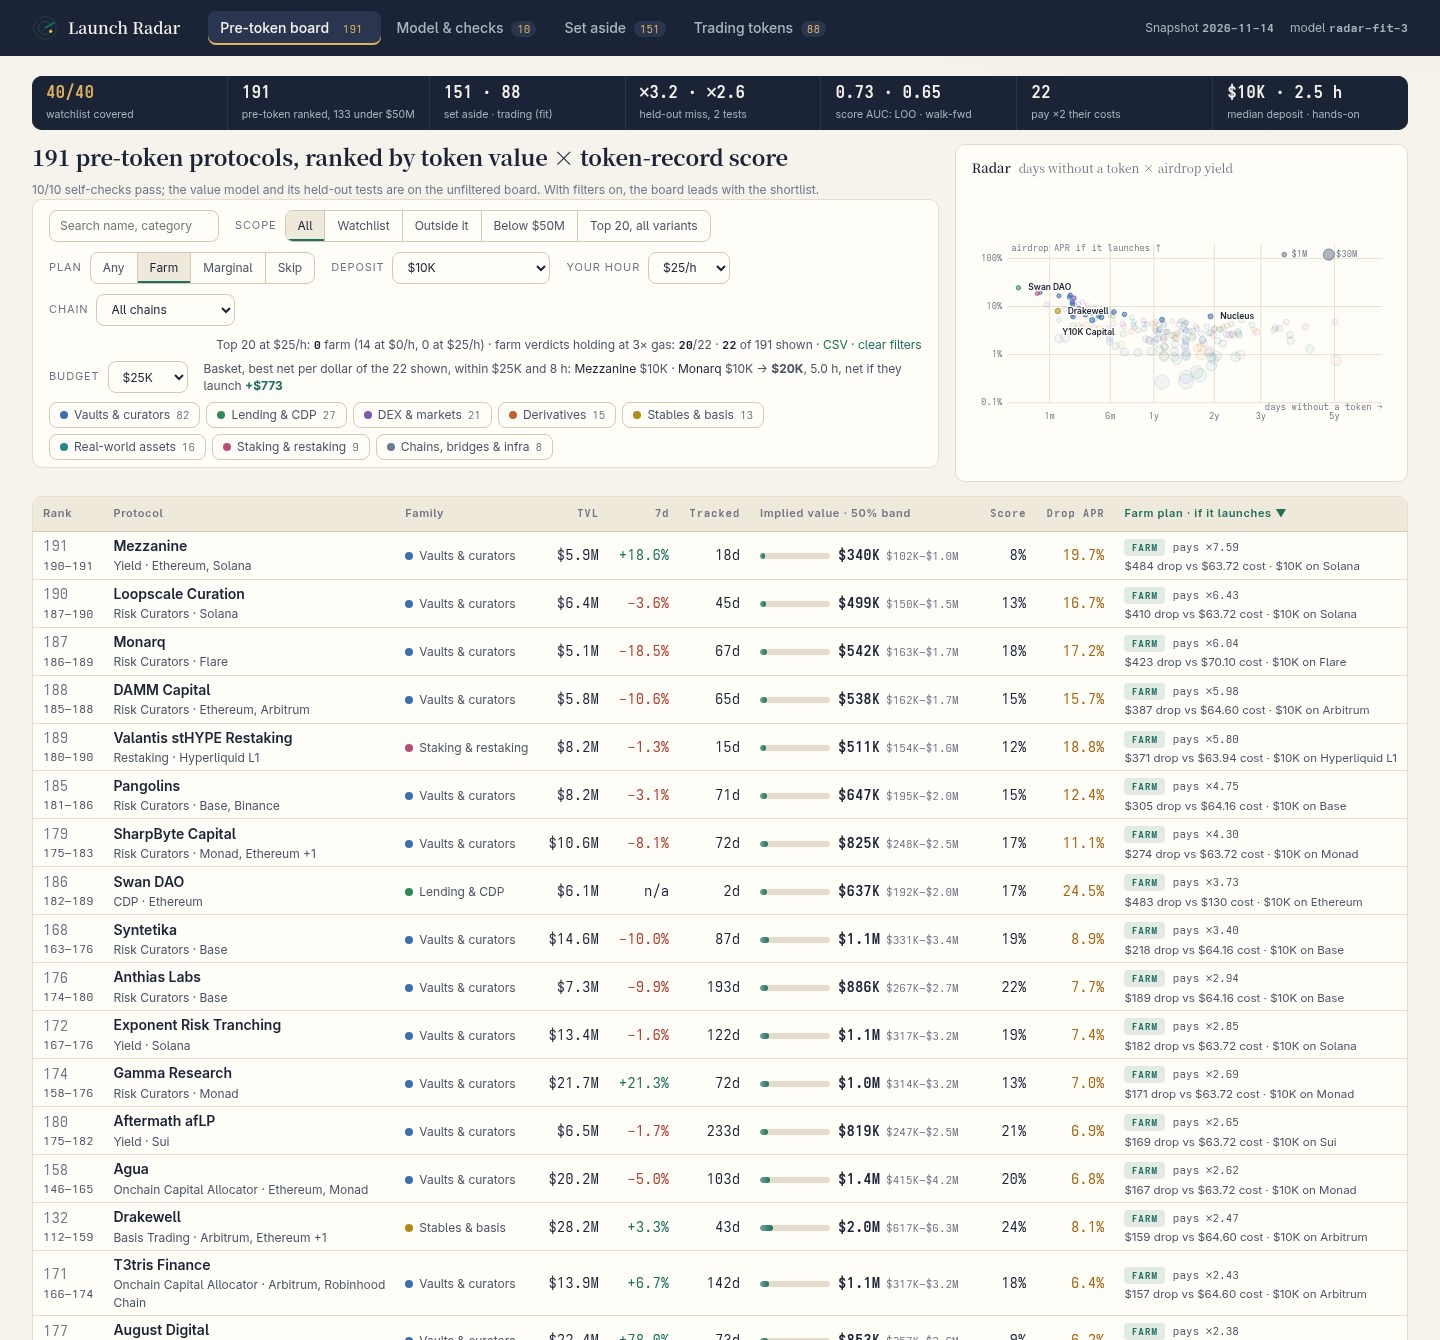 Launch Radar
Pre-token board 191
Model & checks 10
Set aside 151
Trading tokens 88
Snapshot 2026-11-14 model radar-fit-3
40/40
watchlist covered
191
pre-token ranked, 133 under $50M
151 · 88
set aside · trading (fit)
×3.2 · ×2.6
held-out miss, 2 tests
0.73 · 0.65
score AUC: LOO · walk-fwd
22
pay ×2 their costs
$10K · 2.5 h
median deposit · hands-on
191 pre-token protocols, ranked by token value × token-record score
10/10 self-checks pass; the value model and its held-out tests are on the unfiltered board. With filters on, the board leads with the shortlist.
Search name, category
SCOPE All Watchlist Outside it Below $50M Top 20, all variants
PLAN Any Farm Marginal Skip DEPOSIT $10K YOUR HOUR $25/h
CHAIN All chains
Top 20 at $25/h: 0 farm (14 at $0/h, 0 at $25/h) · farm verdicts holding at 3× gas: 20/22 · 22 of 191 shown · CSV · clear filters
BUDGET $25K
Basket, best net per dollar of the 22 shown, within $25K and 8 h: Mezzanine $10K · Monarq $10K → $20K, 5.0 h, net if they
launch +$773
Vaults & curators 82
Lending & CDP 27
DEX & markets 21
Derivatives 15
Stables & basis 13
Real-world assets 16
Staking & restaking 9
Chains, bridges & infra 8
Radar days without a token × airdrop yield
airdrop APR if it launches ↑
100%
10%
1%
0.1%
$1M
$30M
Swan DAO
Drakewell
Y10K Capital
Nucleus
days without a token →
1m 6m 1y 2y 3y 5y
Rank Protocol Family TVL 7d Tracked Implied value · 50% band Score Drop APR Farm plan · if it launches ▼
191 Mezzanine Vaults & curators $5.9M +18.6% 18d $340K $102K–$1.0M 8% 19.7% FARM pays ×7.59
190–191 Yield · Ethereum, Solana $484 drop vs $63.72 cost · $10K on Solana
190 Loopscale Curation Vaults & curators $6.4M −3.6% 45d $499K $150K–$1.5M 13% 16.7% FARM pays ×6.43
187–190 Risk Curators · Solana $410 drop vs $63.72 cost · $10K on Solana
187 Monarq Vaults & curators $5.1M −18.5% 67d $542K $163K–$1.7M 18% 17.2% FARM pays ×6.04
186–189 Risk Curators · Flare $423 drop vs $70.10 cost · $10K on Flare
188 DAMM Capital Vaults & curators $5.8M −10.6% 65d $538K $162K–$1.7M 15% 15.7% FARM pays ×5.98
185–188 Risk Curators · Ethereum, Arbitrum $387 drop vs $64.60 cost · $10K on Arbitrum
189 Valantis stHYPE Restaking Staking & restaking $8.2M −1.3% 15d $511K $154K–$1.6M 12% 18.8% FARM pays ×5.80
180–190 Restaking · Hyperliquid L1 $371 drop vs $63.94 cost · $10K on Hyperliquid L1
185 Pangolins Vaults & curators $8.2M −3.1% 71d $647K $195K–$2.0M 15% 12.4% FARM pays ×4.75
181–186 Risk Curators · Base, Binance $305 drop vs $64.16 cost · $10K on Base
179 SharpByte Capital Vaults & curators $10.6M −8.1% 72d $825K $248K–$2.5M 17% 11.1% FARM pays ×4.30
175–183 Risk Curators · Monad, Ethereum +1 $274 drop vs $63.72 cost · $10K on Monad
186 Swan DAO Lending & CDP $6.1M n/a 2d $637K $192K–$2.0M 17% 24.5% FARM pays ×3.73
182–189 CDP · Ethereum $483 drop vs $130 cost · $10K on Ethereum
168 Syntetika Vaults & curators $14.6M −10.0% 87d $1.1M $331K–$3.4M 19% 8.9% FARM pays ×3.40
163–176 Risk Curators · Base $218 drop vs $64.16 cost · $10K on Base
176 Anthias Labs Vaults & curators $7.3M −9.9% 193d $886K $267K–$2.7M 22% 7.7% FARM pays ×2.94
174–180 Risk Curators · Base $189 drop vs $64.16 cost · $10K on Base
172 Exponent Risk Tranching Vaults & curators $13.4M −1.6% 122d $1.1M $317K–$3.2M 19% 7.4% FARM pays ×2.85
167–176 Yield · Solana $182 drop vs $63.72 cost · $10K on Solana
174 Gamma Research Vaults & curators $21.7M +21.3% 72d $1.0M $314K–$3.2M 13% 7.0% FARM pays ×2.69
158–176 Risk Curators · Monad $171 drop vs $63.72 cost · $10K on Monad
180 Aftermath afLP Vaults & curators $6.5M −1.7% 233d $819K $247K–$2.5M 21% 6.9% FARM pays ×2.65
175–182 Yield · Sui $169 drop vs $63.72 cost · $10K on Sui
158 Agua Vaults & curators $20.2M −5.0% 103d $1.4M $415K–$4.2M 20% 6.8% FARM pays ×2.62
146–165 Onchain Capital Allocator · Ethereum, Monad $167 drop vs $63.72 cost · $10K on Monad
132 Drakewell Stables & basis $28.2M +3.3% 43d $2.0M $617K–$6.3M 24% 8.1% FARM pays ×2.47
112–159 Basis Trading · Arbitrum, Ethereum +1 $159 drop vs $64.60 cost · $10K on Arbitrum
171 T3tris Finance Vaults & curators $13.9M +6.7% 142d $1.1M $317K–$3.2M 18% 6.4% FARM pays ×2.43
166–174 Onchain Capital Allocator · Arbitrum, Robinhood $157 drop vs $64.60 cost · $10K on Arbitrum
Chain
177 August Digital FARM pays ×2.38